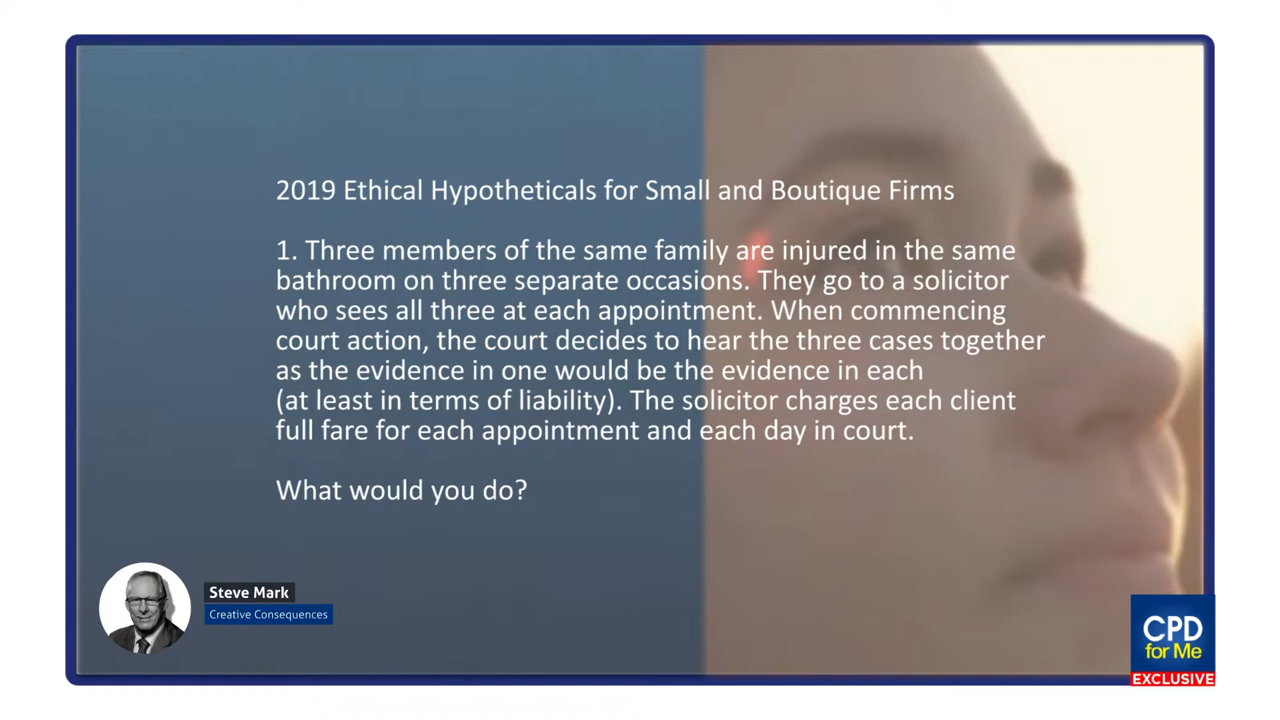 2019 Ethical Hypotheticals for Small and Boutique Firms
1. Three members of the same family are injured in the same
bathroom on three separate occasions. They go to a solicitor
who sees all three at each appointment. When commencing
court action, the court decides to hear the three cases together
as the evidence in one would be the evidence in each
(at least in terms of liability). The solicitor charges each client
full fare for each appointment and each day in court.
What would you do?
Steve Mark
Creative Consequences
CPD
for Me
EXCLUSIVE